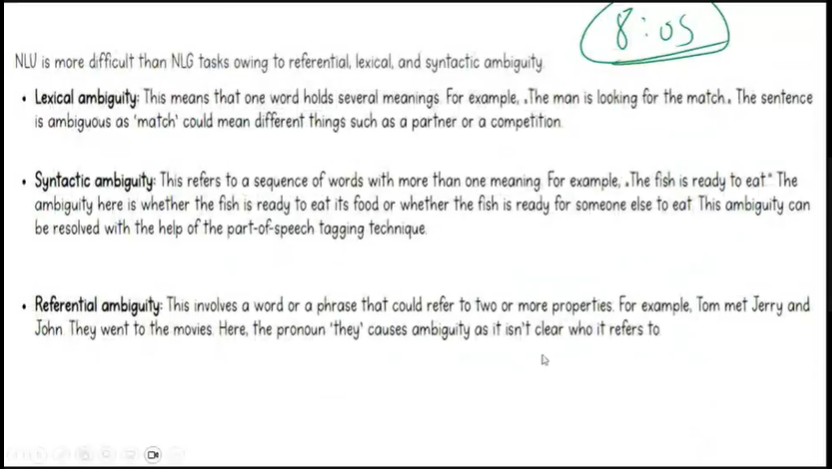 8:05
NLU is more difficult than NLG tasks owing to referential, lexical, and syntactic ambiguity.
• Lexical ambiguity: This means that one word holds several meanings. For example, „The man is looking for the match." The sentence
is ambiguous as 'match' could mean different things such as a partner or a competition.
• Syntactic ambiguity: This refers to a sequence of words with more than one meaning. For example, „The fish is ready to eat." The
ambiguity here is whether the fish is ready to eat its food or whether the fish is ready for someone else to eat. This ambiguity can
be resolved with the help of the part-of-speech tagging technique.
• Referential ambiguity: This involves a word or a phrase that could refer to two or more properties. For example, Tom met Jerry and
John. They went to the movies. Here, the pronoun 'they' causes ambiguity as it isn't clear who it refers to.